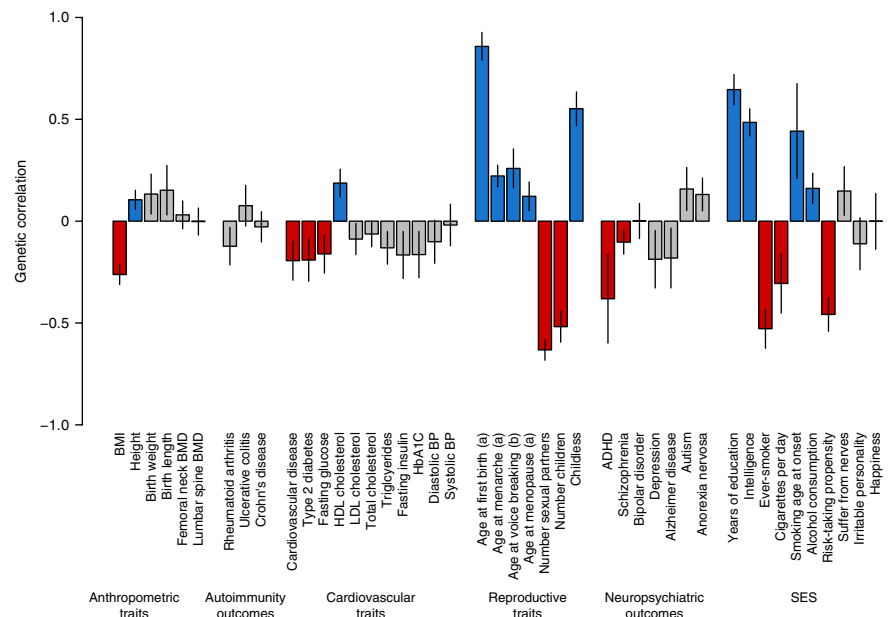 1.0
0.5
0
−0.5
−1.0
Genetic correlation
BMI
Height
Birth weight
Birth length
Femoral neck BMD
Lumbar spine BMD
Rheumatoid arthritis
Ulcerative colitis
Crohn's disease
Cardiovascular disease
Type 2 diabetes
Fasting glucose
HDL cholesterol
LDL cholesterol
Total cholesterol
Triglcyerides
Fasting insulin
HbA1C
Diastolic BP
Systolic BP
Age at first birth (a)
Age at menarche (a)
Age at voice breaking (b)
Age at menopause (a)
Number sexual partners
Number children
Childless
ADHD
Schizophrenia
Bipolar disorder
Depression
Alzheimer disease
Autism
Anorexia nervosa
Years of education
Intelligence
Ever-smoker
Cigarettes per day
Smoking age at onset
Alcohol consumption
Risk-taking propensity
Suffer from nerves
Irritable personality
Happiness
Anthropometric
traits
Autoimmunity
outcomes
Cardiovascular
traits
Reproductive
traits
Neuropsychiatric
outcomes
SES